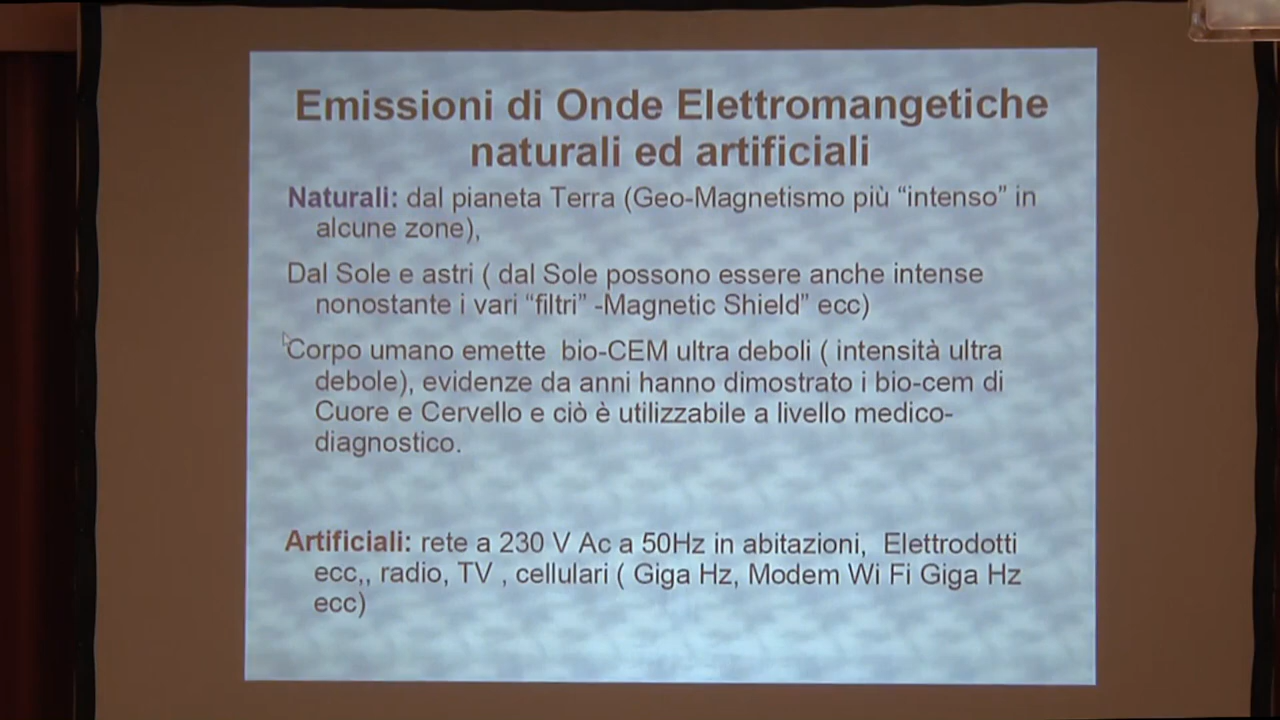 Emissioni di Onde Elettromangetiche
naturali ed artificiali
Naturali: dal pianeta Terra (Geo-Magnetismo più “intenso” in
alcune zone),
Dal Sole e astri ( dal Sole possono essere anche intense
nonostante i vari “filtri” -Magnetic Shield” ecc)
Corpo umano emette bio-CEM ultra deboli ( intensità ultra
debole), evidenze da anni hanno dimostrato i bio-cem di
Cuore e Cervello e ciò è utilizzabile a livello medico-
diagnostico.
Artificiali: rete a 230 V Ac a 50Hz in abitazioni, Elettrodotti
ecc,, radio, TV , cellulari ( Giga Hz, Modem Wi Fi Giga Hz
ecc)